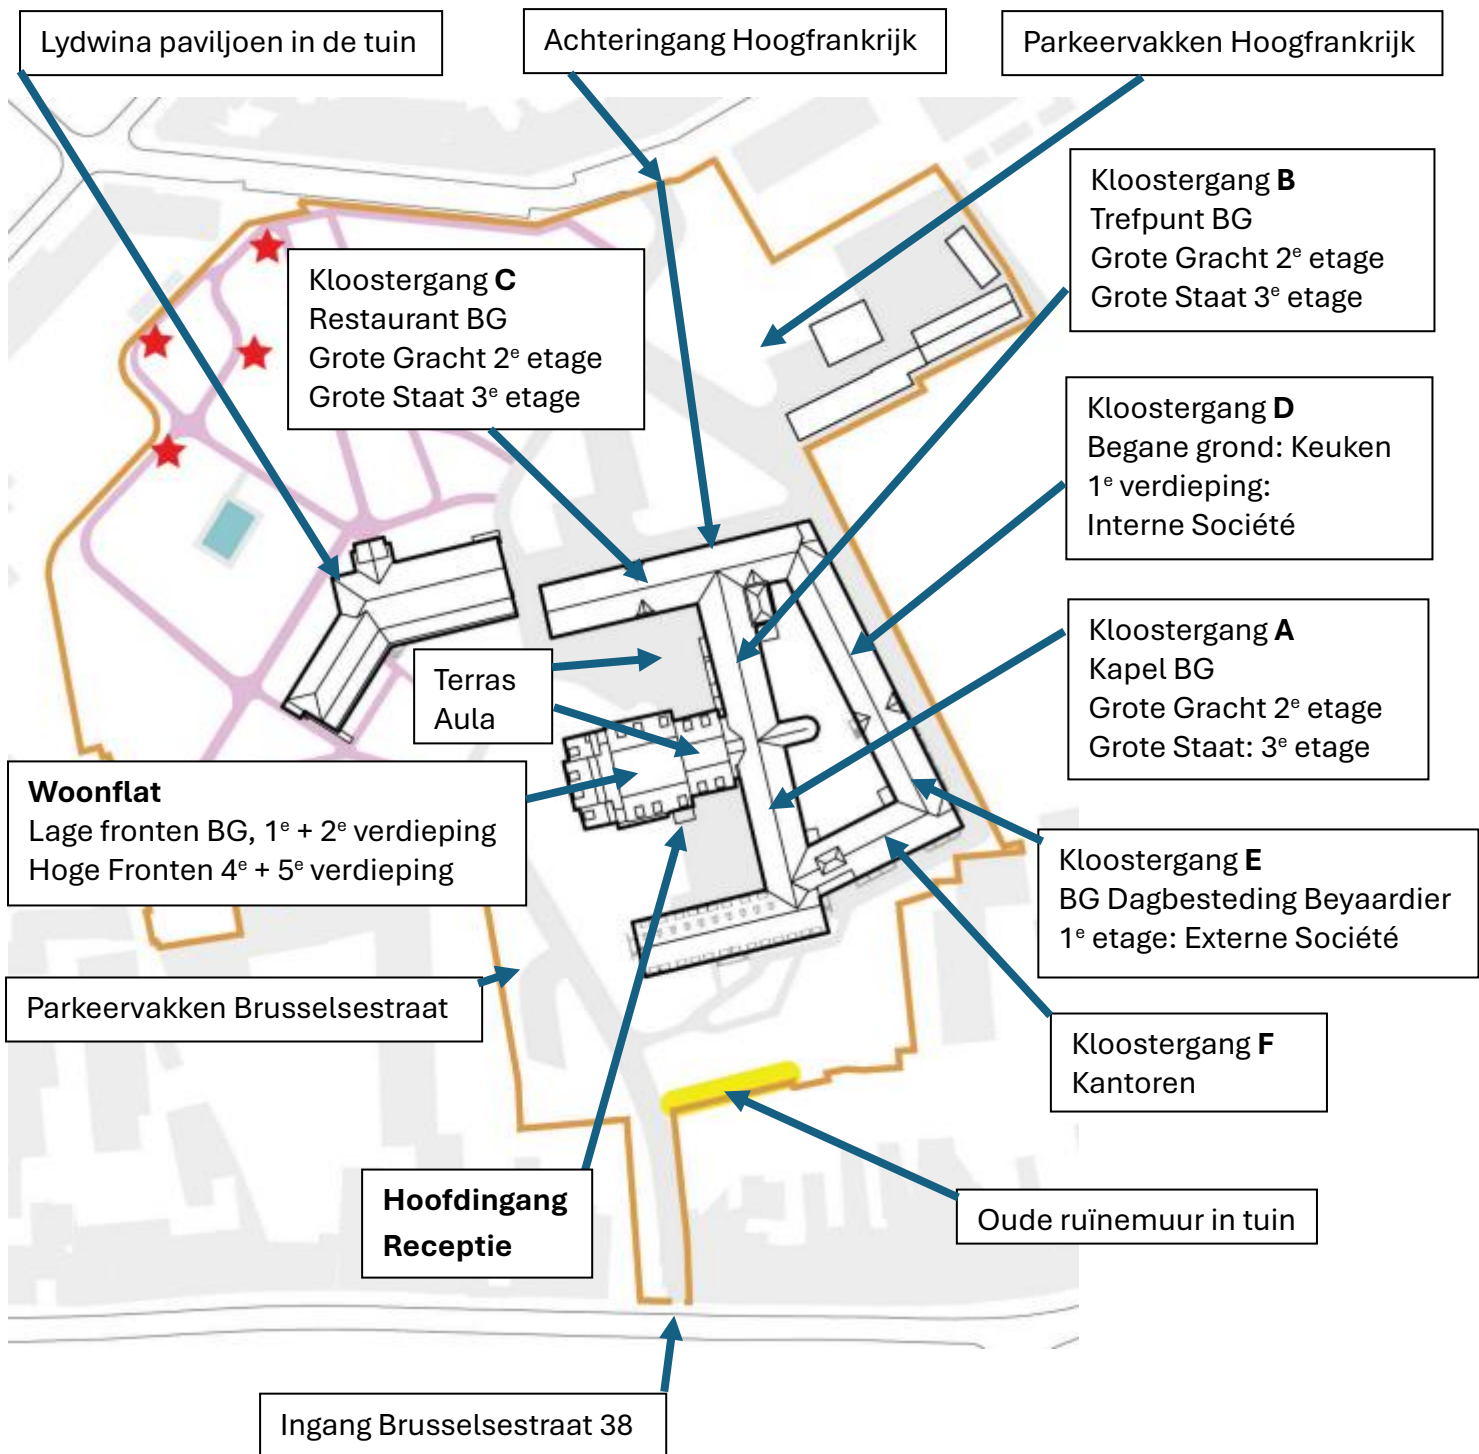 Lydwina paviljoen in de tuin
Achteringang Hoogfrankrijk
Parkeervakken Hoogfrankrijk
Kloostergang B
Trefpunt BG
Grote Gracht 2e etage
Grote Staat 3e etage
Kloostergang C
Restaurant BG
Grote Gracht 2e etage
Grote Staat 3e etage
Kloostergang D
Begane grond: Keuken
1e verdieping:
Interne Société
Kloostergang A
Kapel BG
Grote Gracht 2e etage
Grote Staat: 3e etage
Terras
Aula
Woonflat
Lage fronten BG, 1e + 2e verdieping
Hoge Fronten 4e + 5e verdieping
Kloostergang E
BG Dagbesteding Beyaardier
1e etage: Externe Société
Parkeervakken Brusselsestraat
Kloostergang F
Kantoren
Hoofdingang
Receptie
Oude ruïnemuur in tuin
Ingang Brusselsestraat 38